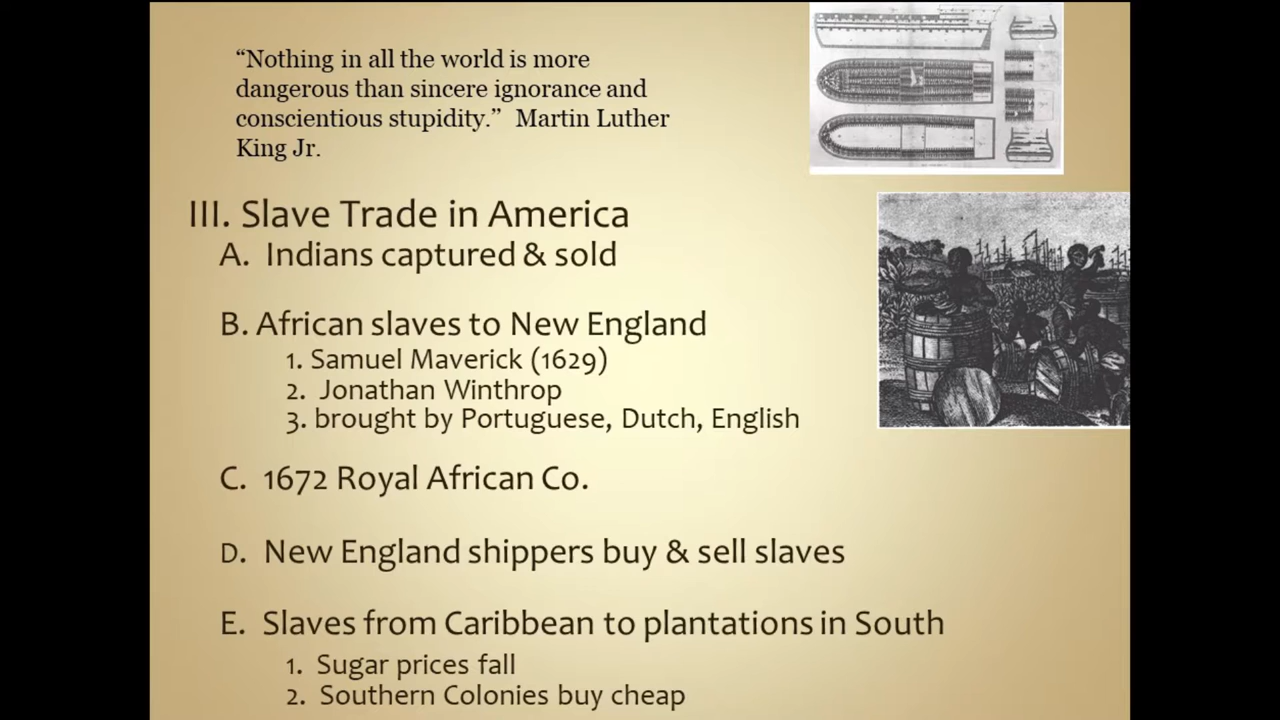 “Nothing in all the world is more
dangerous than sincere ignorance and
conscientious stupidity.” Martin Luther
King Jr.
III. Slave Trade in America
A. Indians captured & sold
B. African slaves to New England
1. Samuel Maverick (1629)
2. Jonathan Winthrop
3. brought by Portuguese, Dutch, English
C. 1672 Royal African Co.
D. New England shippers buy & sell slaves
E. Slaves from Caribbean to plantations in South
1. Sugar prices fall
2. Southern Colonies buy cheap